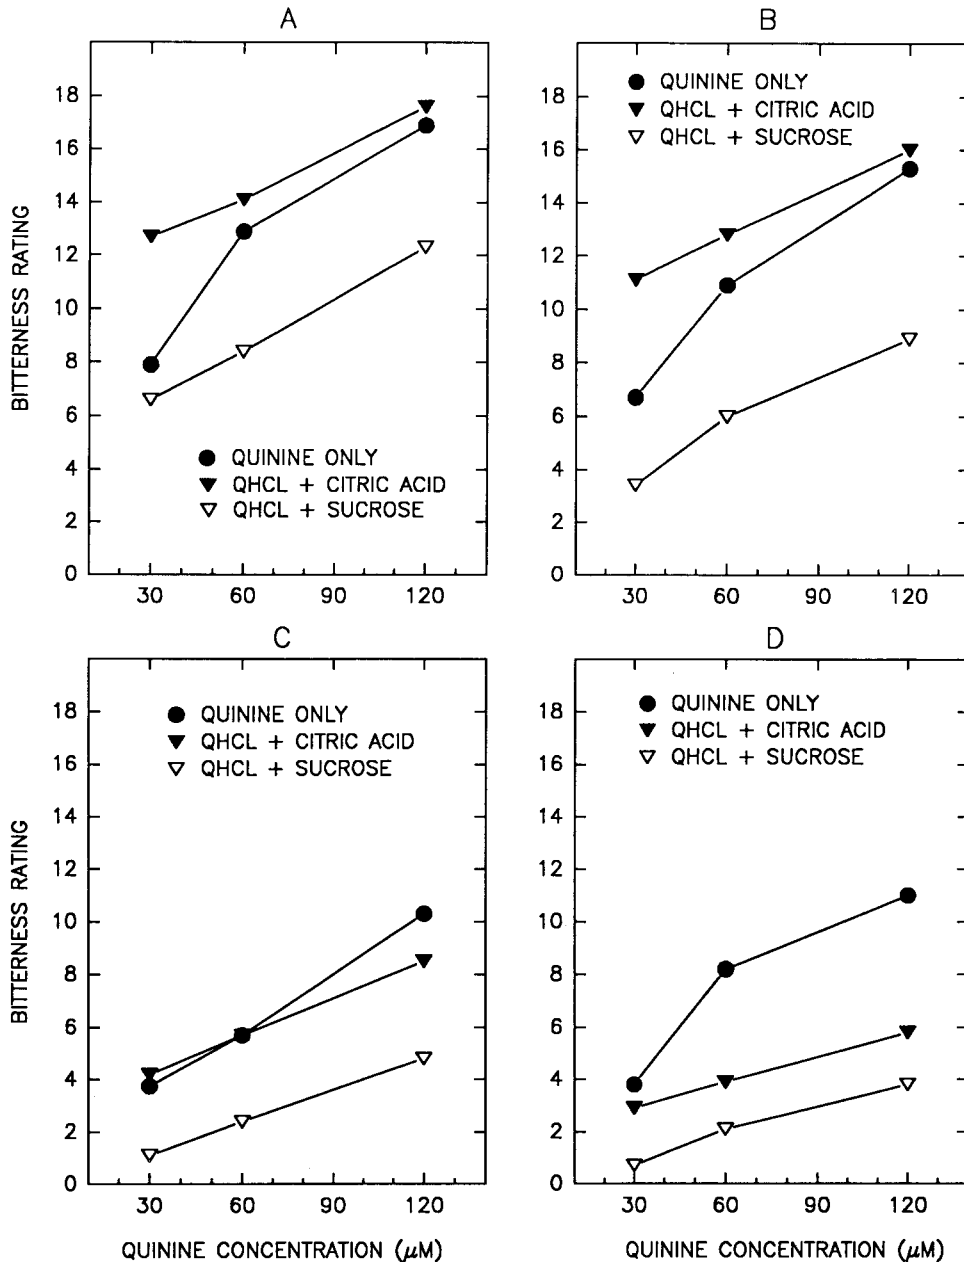 A
BITTERNESS RATING
18
16
14
12
10
8
6
4
2
0
QUININE ONLY
QHCL + CITRIC ACID
QHCL + SUCROSE
30 60 90 120
B
18
16
14
12
10
8
6
4
2
0
QUININE ONLY
QHCL + CITRIC ACID
QHCL + SUCROSE
30 60 90 120
C
BITTERNESS RATING
18
16
14
12
10
8
6
4
2
0
QUININE ONLY
QHCL + CITRIC ACID
QHCL + SUCROSE
30 60 90 120
QUININE CONCENTRATION (μM)
D
18
16
14
12
10
8
6
4
2
0
QUININE ONLY
QHCL + CITRIC ACID
QHCL + SUCROSE
30 60 90 120
QUININE CONCENTRATION (μM)